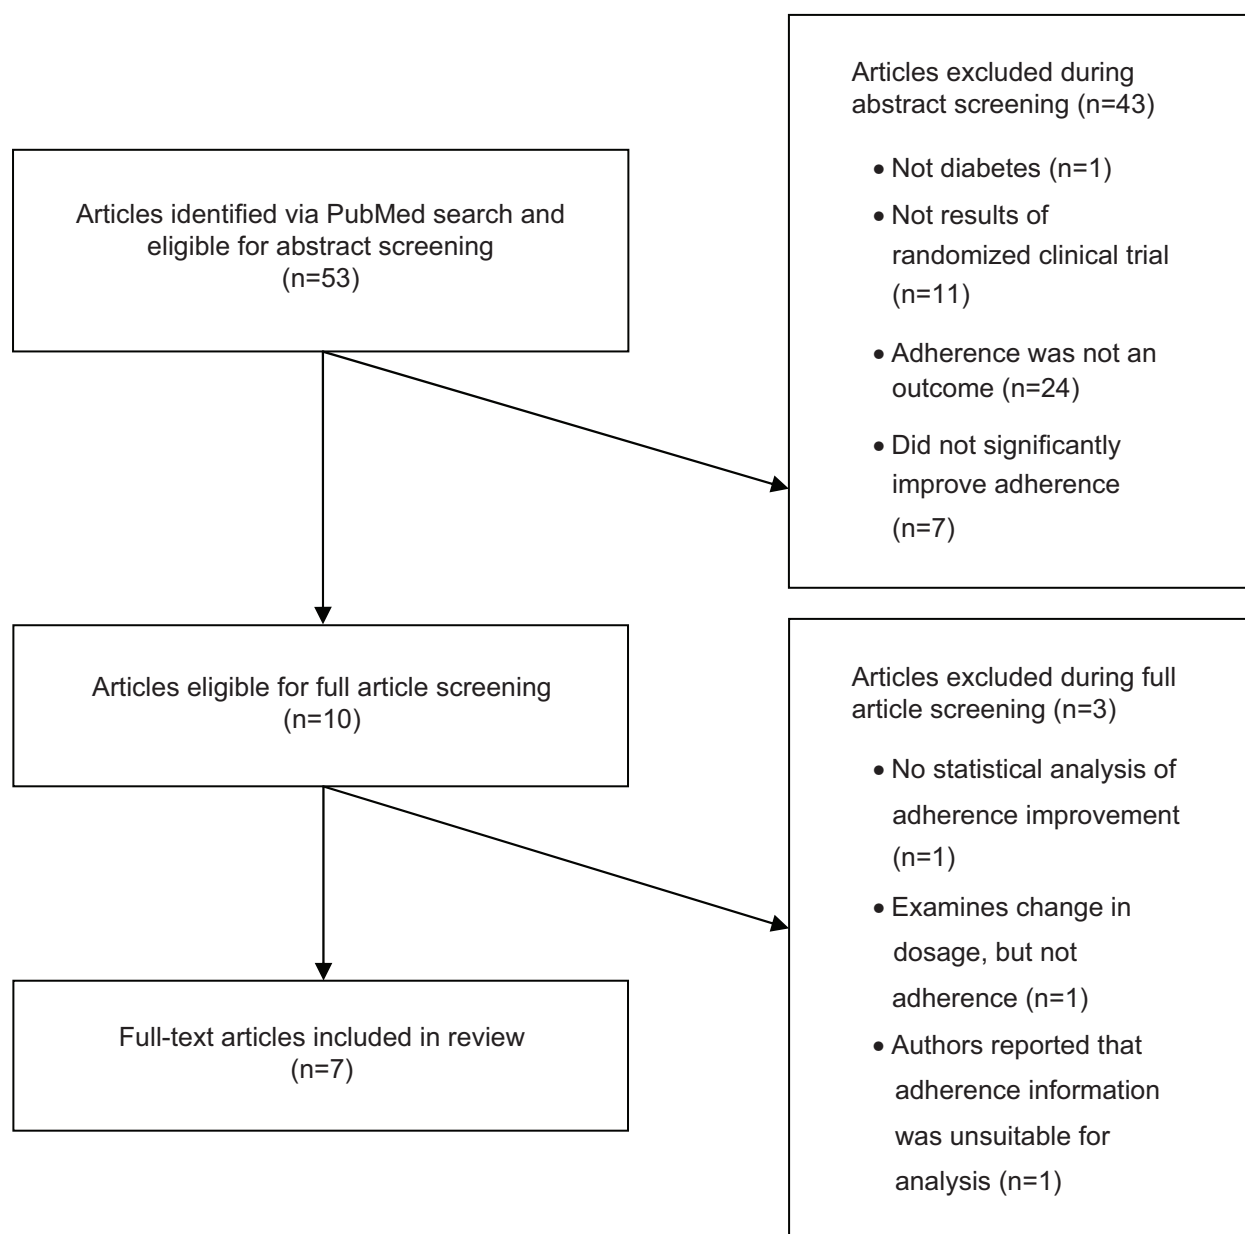 Articles identified via PubMed search and
eligible for abstract screening
(n=53)
Articles excluded during
abstract screening (n=43)
• Not diabetes (n=1)
• Not results of
randomized clinical trial
(n=11)
• Adherence was not an
outcome (n=24)
• Did not significantly
improve adherence
(n=7)
Articles eligible for full article screening
(n=10)
Articles excluded during full
article screening (n=3)
• No statistical analysis of
adherence improvement
(n=1)
• Examines change in
dosage, but not
adherence (n=1)
• Authors reported that
adherence information
was unsuitable for
analysis (n=1)
Full-text articles included in review
(n=7)